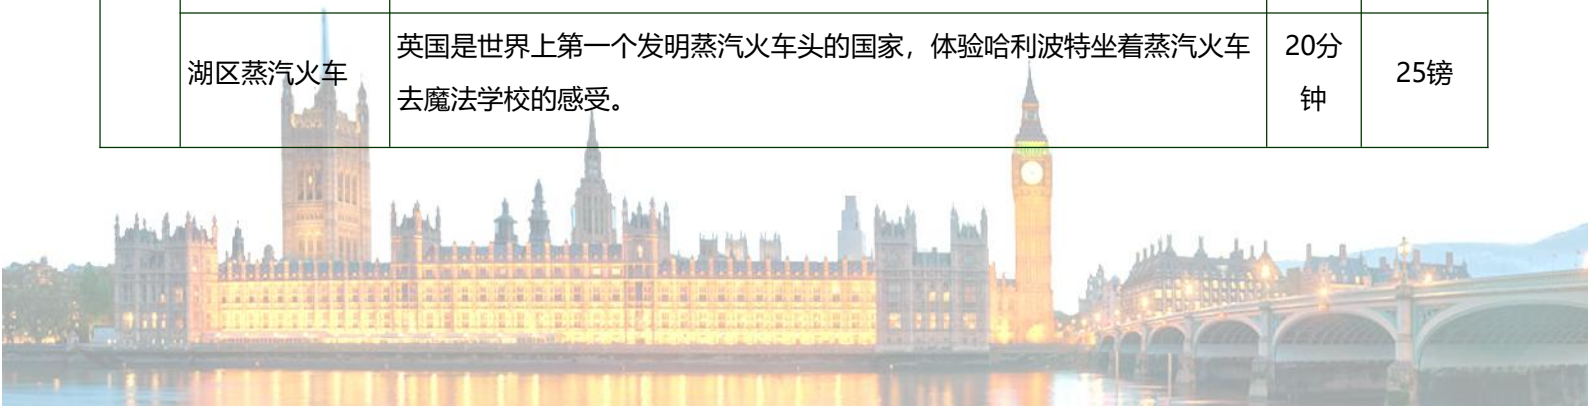 湖区蒸汽火车
英国是世界上第一个发明蒸汽火车头的国家，体验哈利波特坐着蒸汽火车
去魔法学校的感受。
20分
钟
25镑